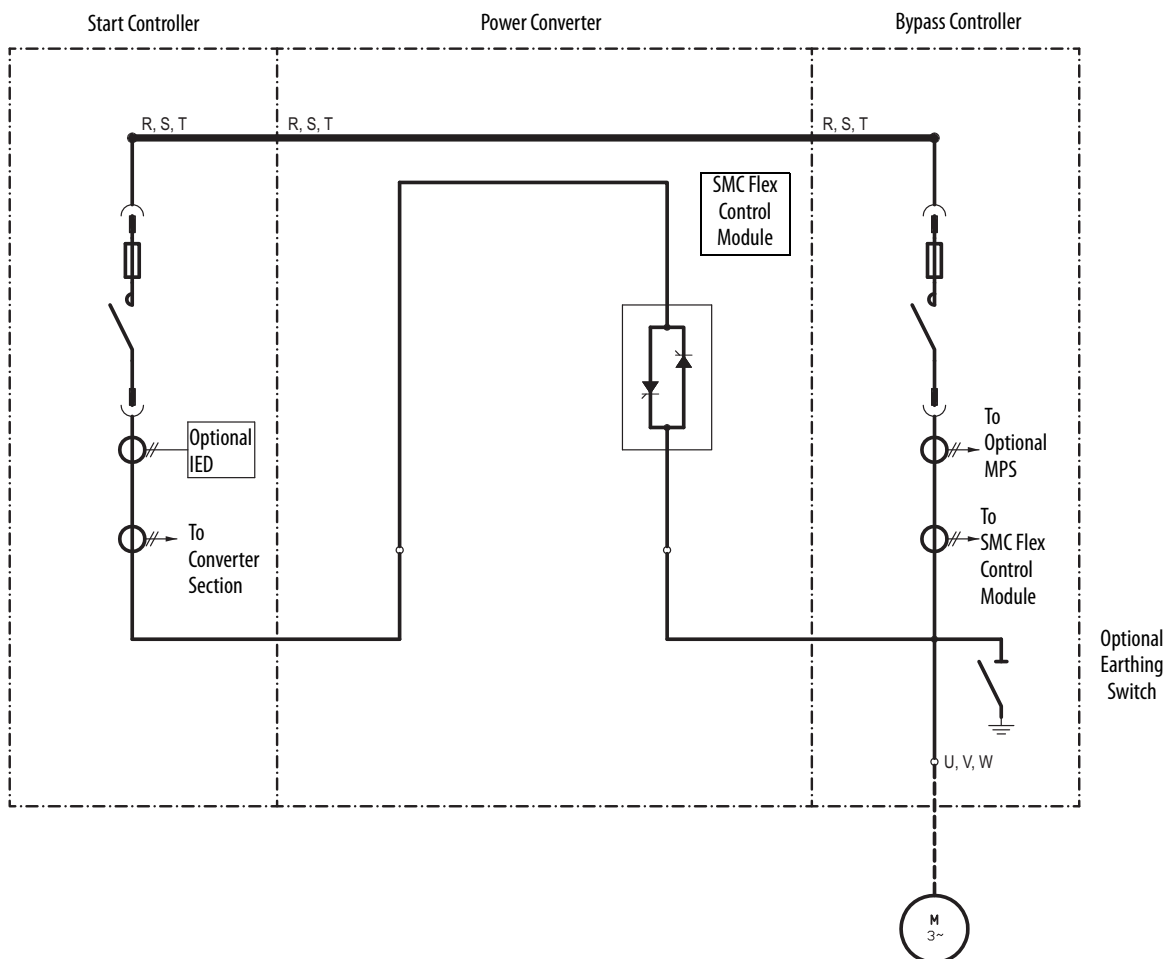 Start Controller
Power Converter
Bypass Controller
R, S, T
R, S, T
R, S, T
SMC Flex
Control
Module
Optional
IED
To
Optional
MPS
To
Converter
Section
To
SMC Flex
Control
Module
Optional
Earthing
Switch
U, V, W
M
3~